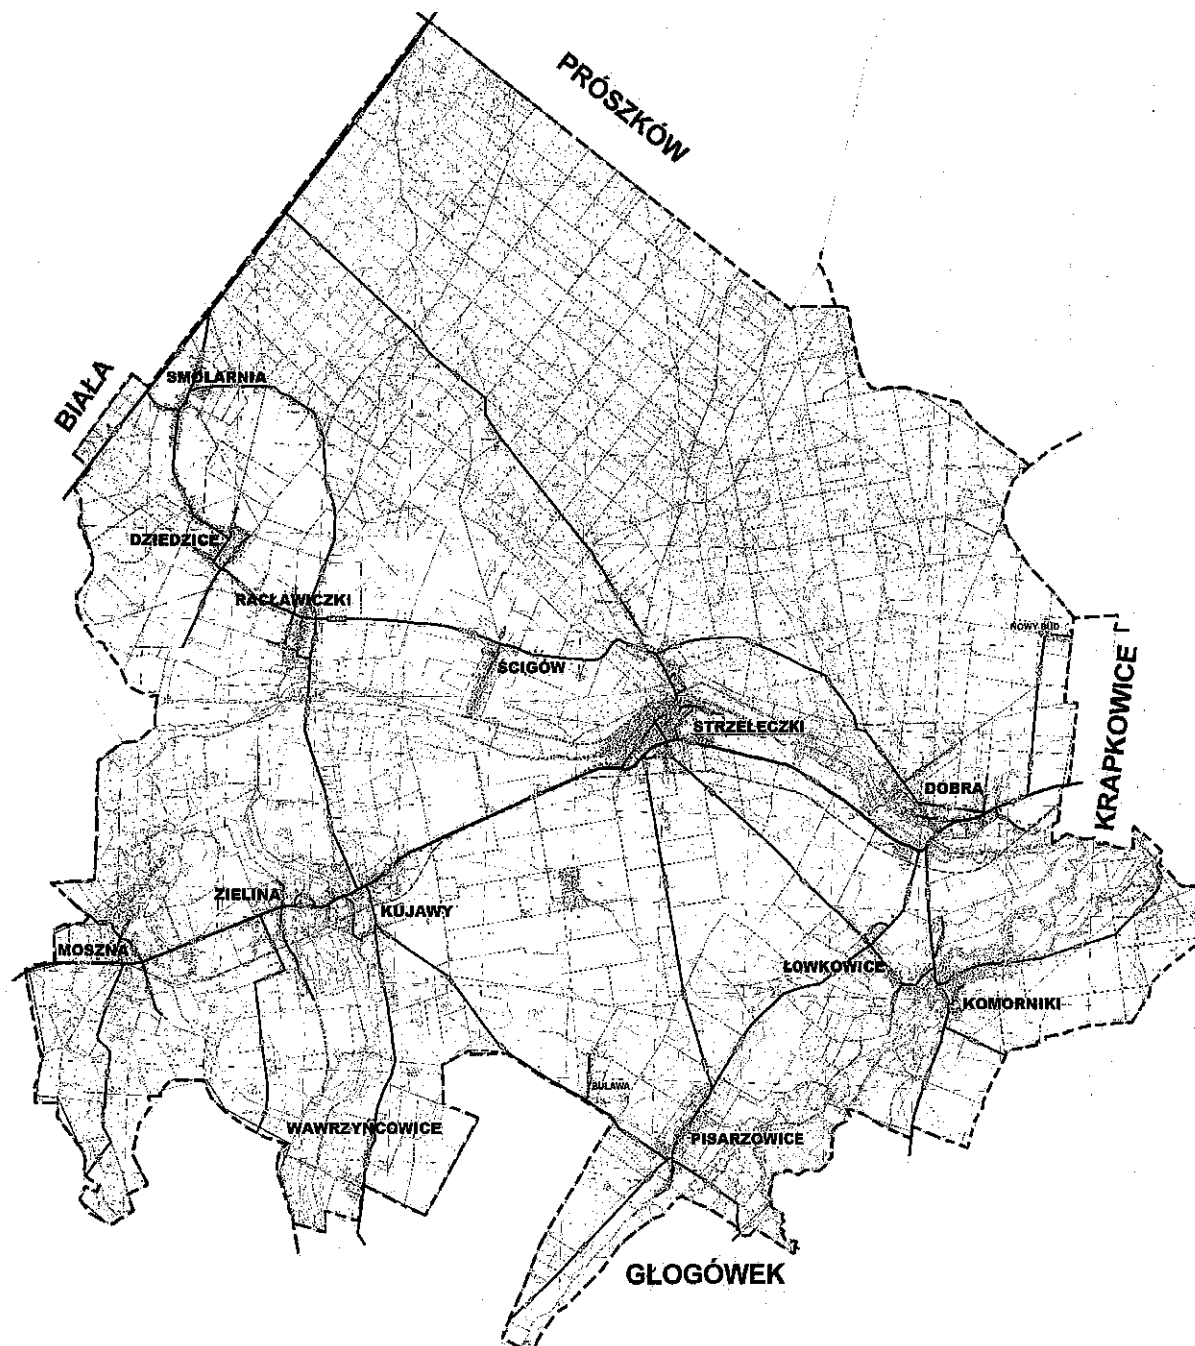 PRÓSZKÓW
BIAŁA
SMOLARNIA
DZIEDZICE
RACŁAWICZKI
NOWY BUD
ŚCIGÓW
KRAPKOWICE
STRZELECZKI
DOBRA
ZIELINA
KUJAWY
MOSZNA
ŁOWKOWICE
KOMORNIKI
BUŁAWA
WAWRZYŃCOWICE
PISARZOWICE
GŁOGÓWEK